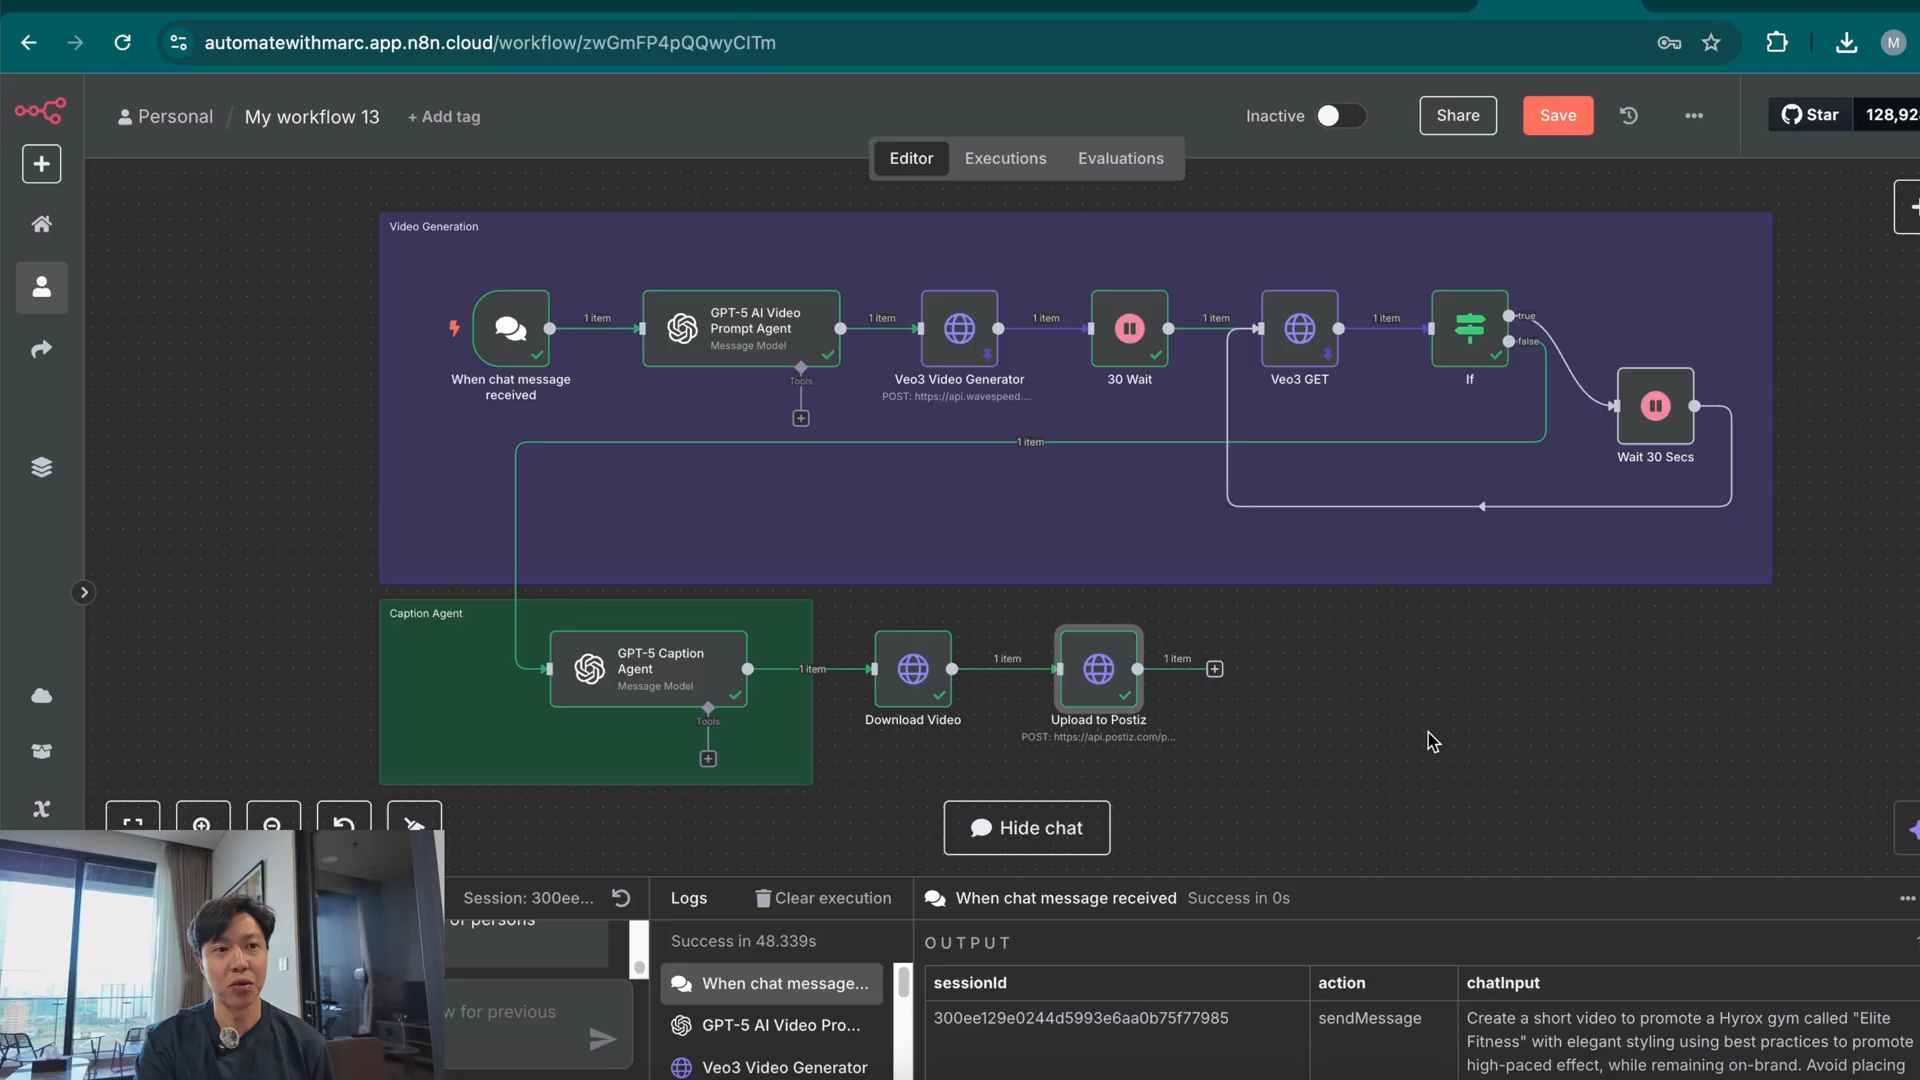 automatewithmarc.app.n8n.cloud/workflow/zwGmFP4pQQwyCITm
M
Personal / My workflow 13 + Add tag
Inactive
Share
Save
Star
128,92
Editor
Executions
Evaluations
Video Generation
1 item
1 item
1 item
1 item
1 item
true
false
GPT-5 AI Video
Prompt Agent
Message Model
Tools
When chat message
received
Veo3 Video Generator
POST: https://api.wavespeed....
30 Wait
Veo3 GET
If
Wait 30 Secs
1 item
Caption Agent
GPT-5 Caption
Agent
Message Model
Tools
1 item
1 item
1 item
Download Video
Upload to Postiz
POST: https://api.postiz.com/p...
Hide chat
Session: 300ee...
of persons
w for previous
Logs
Clear execution
Success in 48.339s
When chat message...
GPT-5 AI Video Pro...
Veo3 Video Generator
When chat message received Success in 0s
OUTPUT
sessionId
action
chatInput
300ee129e0244d5993e6aa0b75f77985
sendMessage
Create a short video to promote a Hyrox gym called "Elite
Fitness" with elegant styling using best practices to promote
high-paced effect, while remaining on-brand. Avoid placing